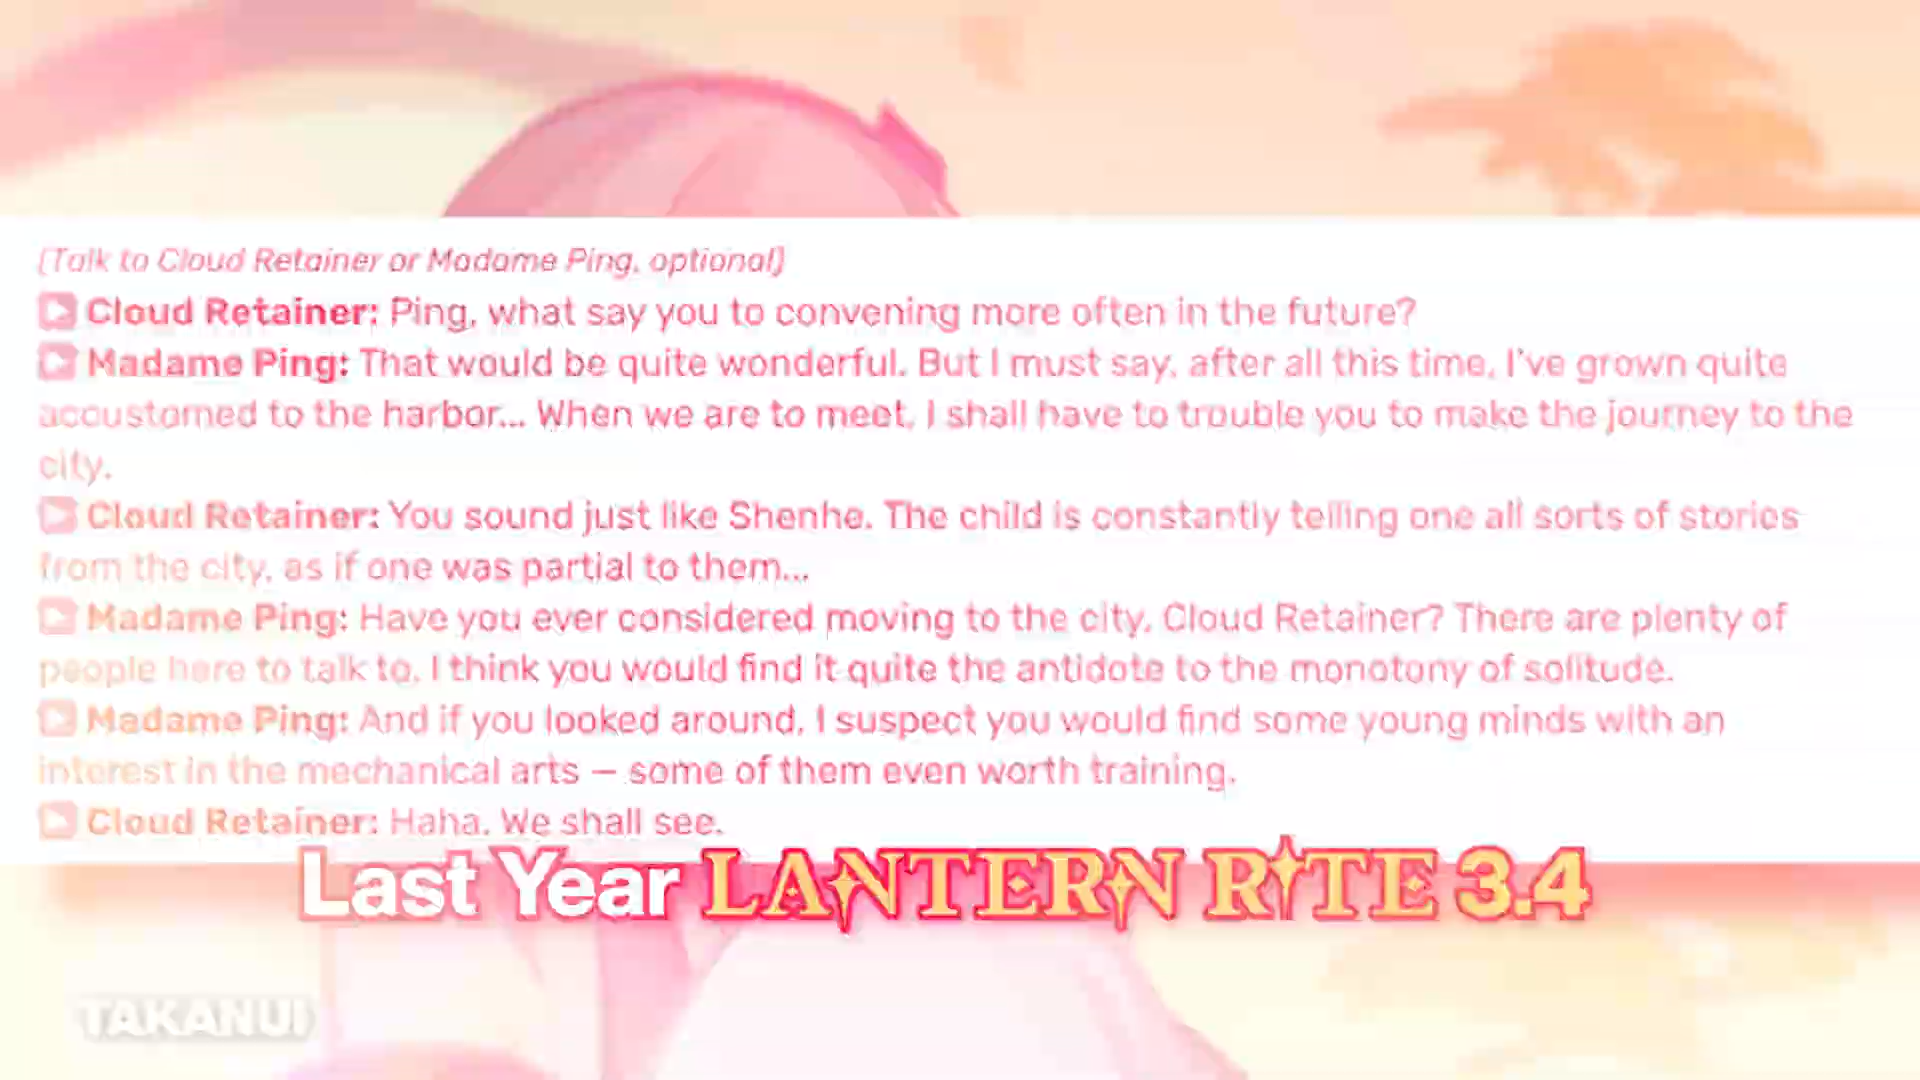 (Talk to Cloud Retainer or Madame Ping, optional)
Cloud Retainer: Ping, what say you to convening more often in the future?
Madame Ping: That would be quite wonderful. But I must say, after all this time, I've grown quite
accustomed to the harbor... When we are to meet, I shall have to trouble you to make the journey to the
city.
Cloud Retainer: You sound just like Shenhe. The child is constantly telling one all sorts of stories
from the city, as if one was partial to them...
Madame Ping: Have you ever considered moving to the city, Cloud Retainer? There are plenty of
people here to talk to. I think you would find it quite the antidote to the monotony of solitude.
Madame Ping: And if you looked around, I suspect you would find some young minds with an
interest in the mechanical arts — some of them even worth training.
Cloud Retainer: Haha. We shall see.
Last Year LANTERN RITE 3.4
TAKANUI